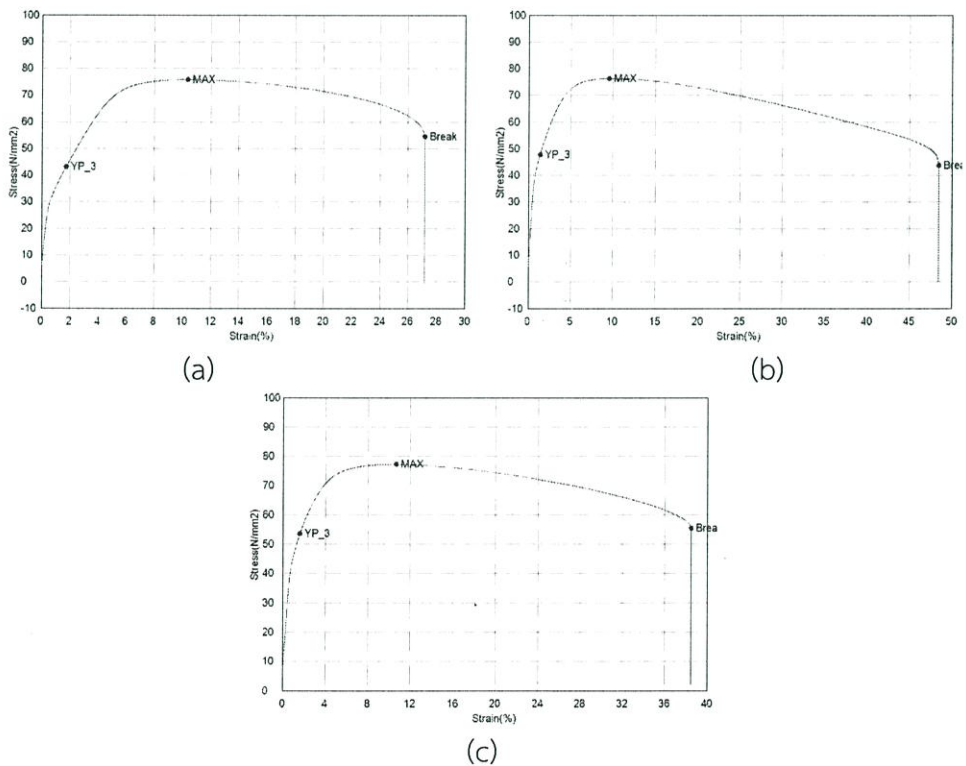 100
90
80
70
60
50
40
30
20
10
0
-10
Stress(N/mm2)
MAX
YP_3
Break
0 2 4 6 8 10 12 14 16 18 20 22 24 26 28 30
Strain(%)
(a)
100
90
80
70
60
50
40
30
20
10
0
-10
Stress(N/mm2)
MAX
YP_3
Brea
0 5 10 15 20 25 30 35 40 45 50
Strain(%)
(b)
100
90
80
70
60
50
40
30
20
10
0
Stress(N/mm2)
MAX
YP_3
Brea
0 4 8 12 16 20 24 28 32 36 40
Strain(%)
(c)